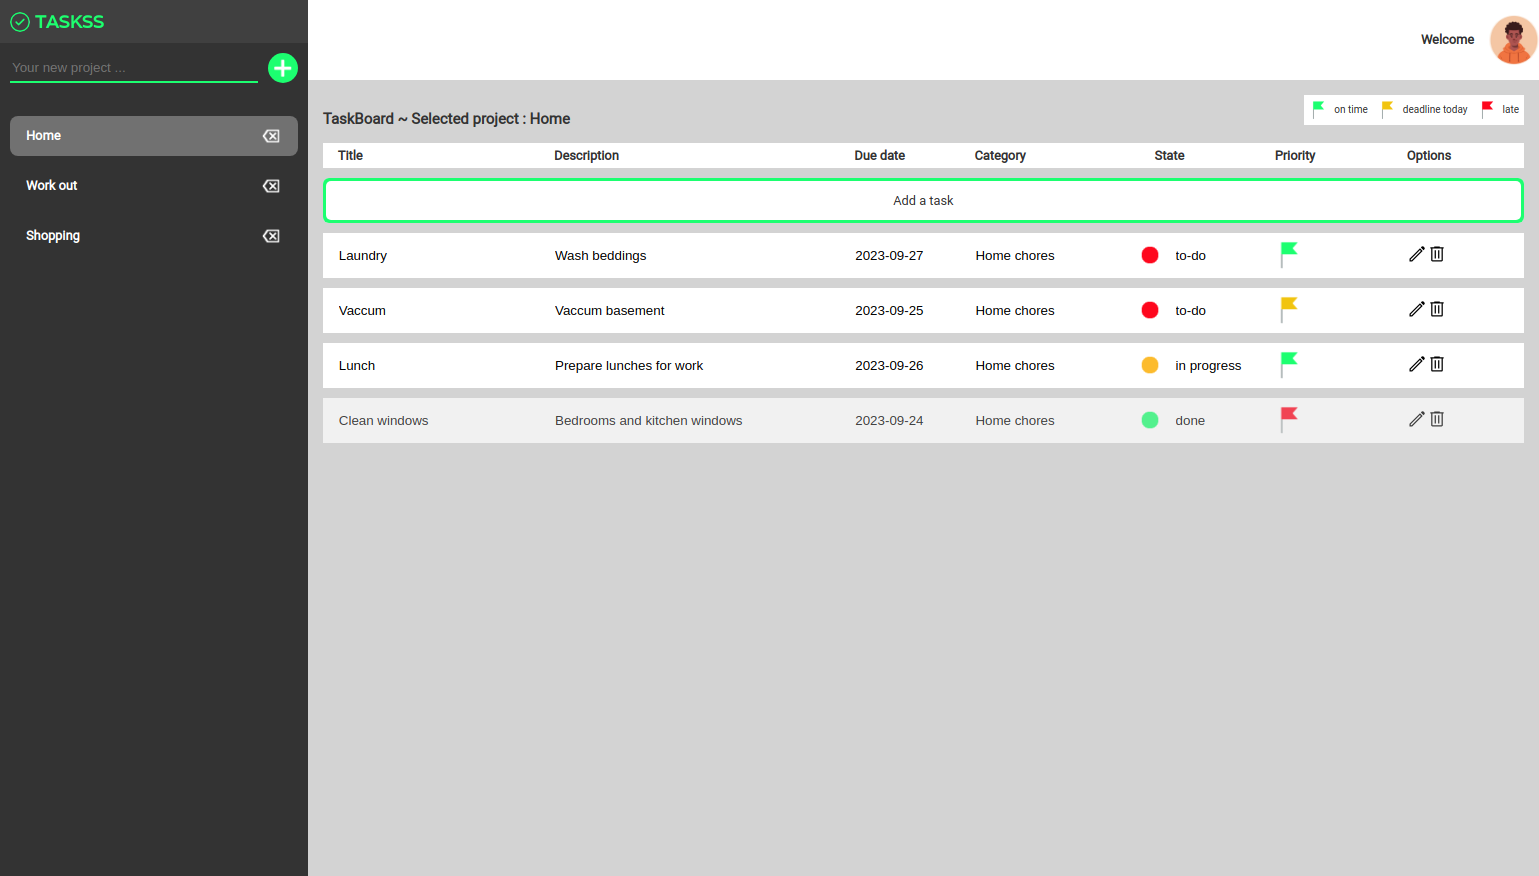 TASKSS
Your new project ...
Home
Work out
Shopping
Welcome
on time deadline today late
TaskBoard ~ Selected project : Home
Title Description Due date Category State Priority Options
Add a task
Laundry Wash beddings 2023-09-27 Home chores to-do
Vaccum Vaccum basement 2023-09-25 Home chores to-do
Lunch Prepare lunches for work 2023-09-26 Home chores in progress
Clean windows Bedrooms and kitchen windows 2023-09-24 Home chores done